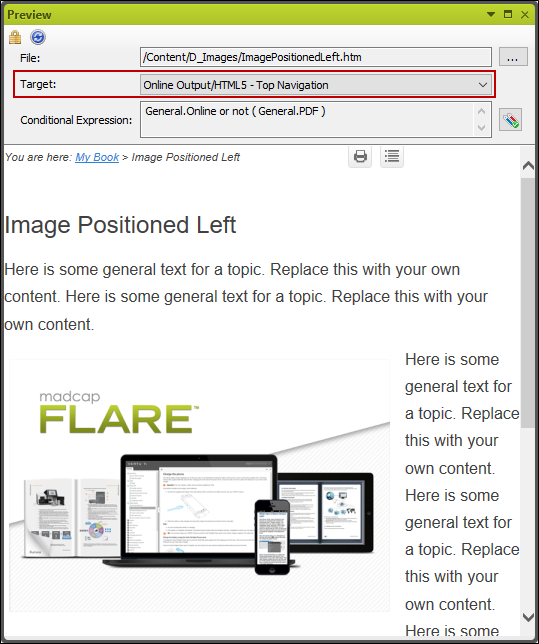 Preview
File: /Content/D_Images/ImagePositionedLeft.htm ...
Target: Online Output/HTML5 - Top Navigation
Conditional Expression: General.Online or not ( General.PDF )
You are here: My Book > Image Positioned Left
Image Positioned Left
Here is some general text for a topic. Replace this with your own
content. Here is some general text for a topic. Replace this with your
own content.
madcap
FLARE™
Here is some
general text for
a topic. Replace
this with your
own content.
Here is some
general text for
a topic. Replace
this with your
own content.
Here is some